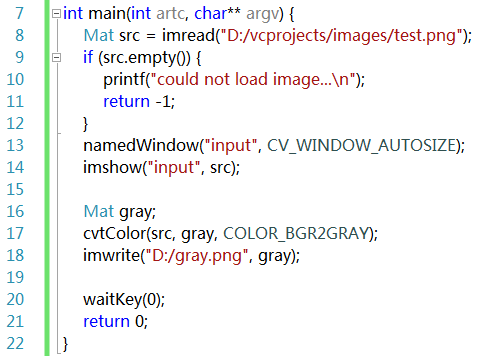 7 int main(int artc, char** argv) {
8     Mat src = imread("D:/vcprojects/images/test.png");
9     if (src.empty()) {
10         printf("could not load image...\n");
11         return -1;
12     }
13     namedWindow("input", CV_WINDOW_AUTOSIZE);
14     imshow("input", src);
15
16     Mat gray;
17     cvtColor(src, gray, COLOR_BGR2GRAY);
18     imwrite("D:/gray.png", gray);
19
20     waitKey(0);
21     return 0;
22 }